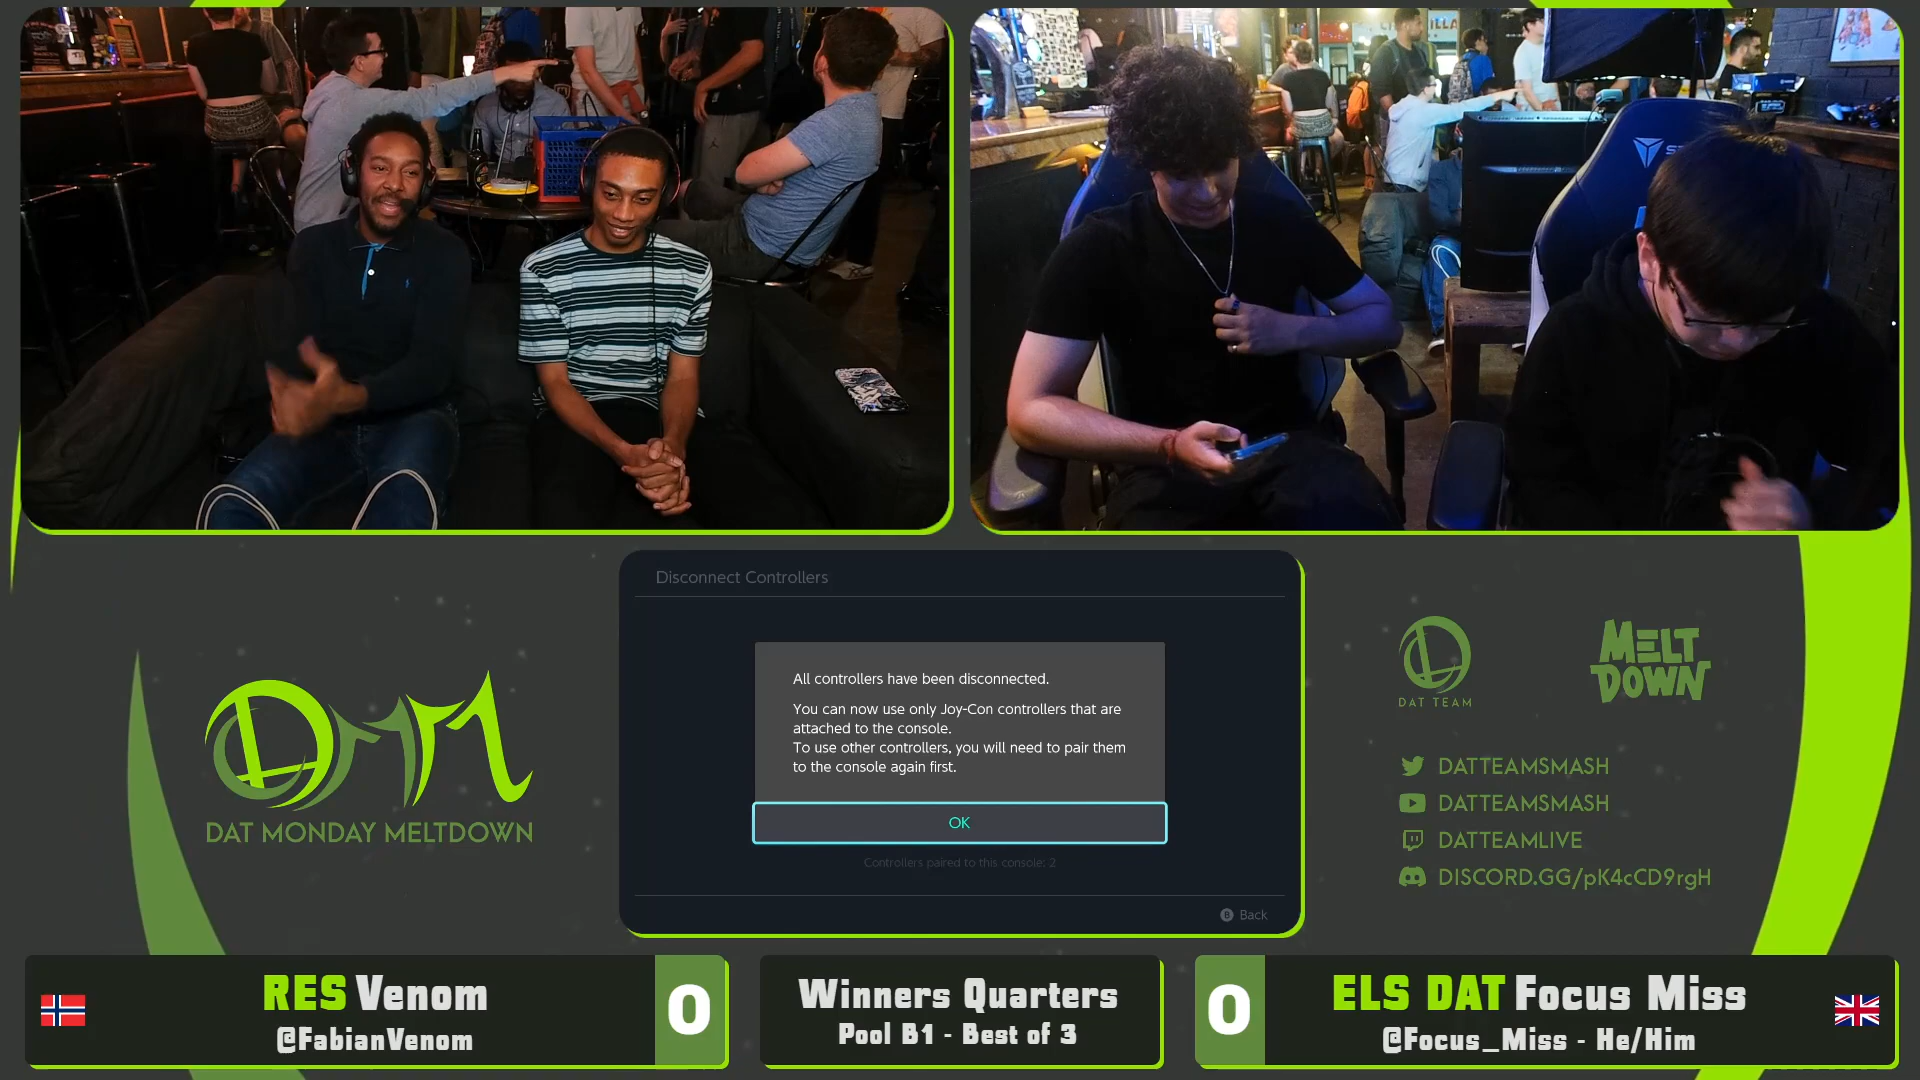 Disconnect Controllers
All controllers have been disconnected.
You can now use only Joy-Con controllers that are
attached to the console.
To use other controllers, you will need to pair them
to the console again first.
OK
Controllers paired to this console: 2
Back
DMM
DAT MONDAY MELTDOWN
DAT TEAM
MELT
DOWN
DATTEAMSMASH
DATTEAMSMASH
DATTEAMLIVE
DISCORD.GG/pK4cCD9rgH
RES Venom
@FabianVenom
0
Winners Quarters
Pool B1 - Best of 3
0
ELS DAT Focus Miss
@Focus_Miss - He/Him